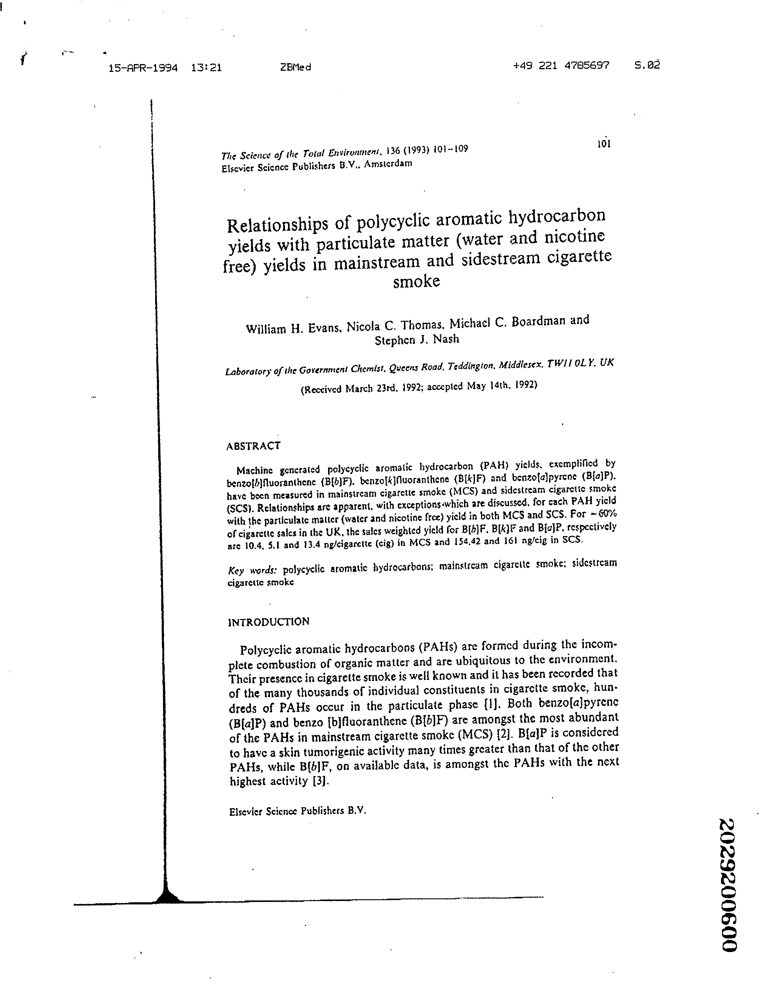 15-APR-1994 13:21 ZBMed +49 221 4785697 S.02
The Science of the Total Environment, 136 (1993) 101-109 101
Elsevier Science Publishers B.V., Amsterdam
Relationships of polycyclic aromatic hydrocarbon
yields with particulate matter (water and nicotine
free) yields in mainstream and sidestream cigarette
smoke
William H. Evans, Nicola C. Thomas, Michael C. Boardman and
Stephen J. Nash
Laboratory of the Government Chemist, Queens Road, Teddington, Middlesex, TW11 0LY, UK
(Received March 23rd, 1992; accepted May 14th, 1992)
ABSTRACT
Machine generated polycyclic aromatic hydrocarbon (PAH) yields, exemplified by
benzo[b]fluoranthene (B[b]F), benzo[k]fluoranthene (B[k]F) and benzo[a]pyrene (B[a]P),
have been measured in mainstream cigarette smoke (MCS) and sidestream cigarette smoke
(SCS). Relationships are apparent, with exceptions which are discussed, for each PAH yield
with the particulate matter (water and nicotine free) yield in both MCS and SCS. For ~60%
of cigarette sales in the UK, the sales weighted yield for B[b]F, B[k]F and B[a]P, respectively
are 10.4, 5.1 and 13.4 ng/cigarette (cig) in MCS and 154,42 and 161 ng/cig in SCS.
Key words: polycyclic aromatic hydrocarbons; mainstream cigarette smoke; sidestream
cigarette smoke
INTRODUCTION
Polycyclic aromatic hydrocarbons (PAHs) are formed during the incom-
plete combustion of organic matter and are ubiquitous to the environment.
Their presence in cigarette smoke is well known and it has been recorded that
of the many thousands of individual constituents in cigarette smoke, hun-
dreds of PAHs occur in the particulate phase [1]. Both benzo[a]pyrene
(B[a]P) and benzo [b]fluoranthene (B[b]F) are amongst the most abundant
of the PAHs in mainstream cigarette smoke (MCS) [2]. B[a]P is considered
to have a skin tumorigenic activity many times greater than that of the other
PAHs, while B[b]F, on available data, is amongst the PAHs with the next
highest activity [3].
Elsevier Science Publishers B.V.
2029200600